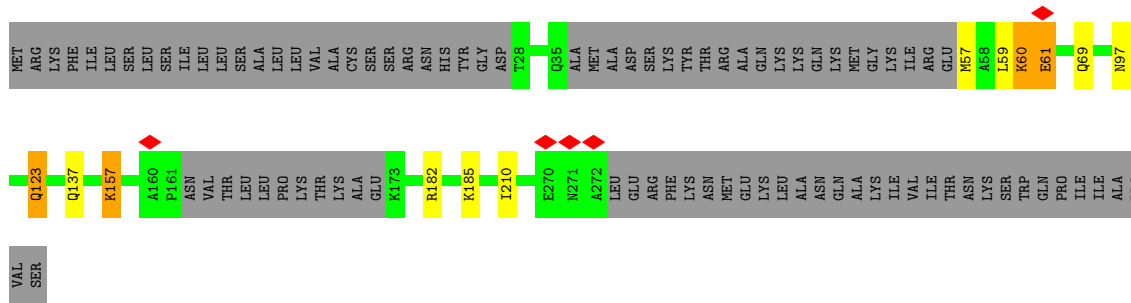 MET ARG LYS PHE ILE LEU SER LEU SER ILE LEU LEU SER ALA LEU LEU VAL ALA CYS SER SER ARG ASN HIS TYR GLY ASP T28 Q35 ALA MET ALA ASP SER LYS TYR THR ARG ALA GLN LYS LYS GLN LYS MET GLY LYS ILE ARG GLU M57 A58 L59 K60 E61 Q69 N97
Q123 Q137 K157 A160 P161 ASN VAL THR LEU LEU PRO LYS THR LYS ALA GLU K173 R182 K185 I210 E270 N271 A272 LEU GLU ARG PHE LYS ASN MET GLU LYS LEU ALA ASN GLN ALA LYS ILE VAL ILE THR ASN LYS SER TRP GLN PRO ILE ILE ALA
VAL SER